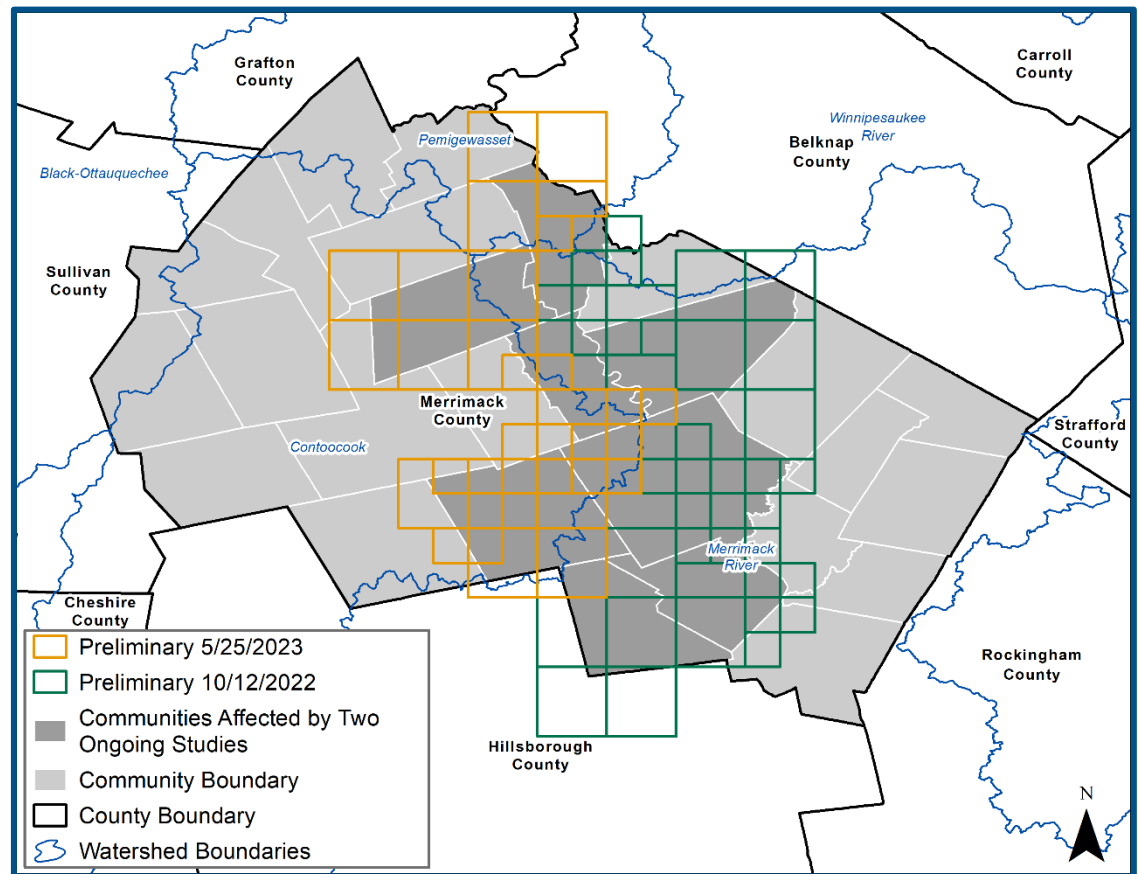 Grafton
County
Carroll
County
Pemigewasset
Winnipesaukee
River
Belknap
County
Black-Ottauquechee
Sullivan
County
Merrimack
County
Strafford
County
Contoocook
Merrimack
River
Cheshire
County
Rockingham
County
Hillsborough
County
Preliminary 5/25/2023
Preliminary 10/12/2022
Communities Affected by Two
Ongoing Studies
Community Boundary
County Boundary
Watershed Boundaries
N